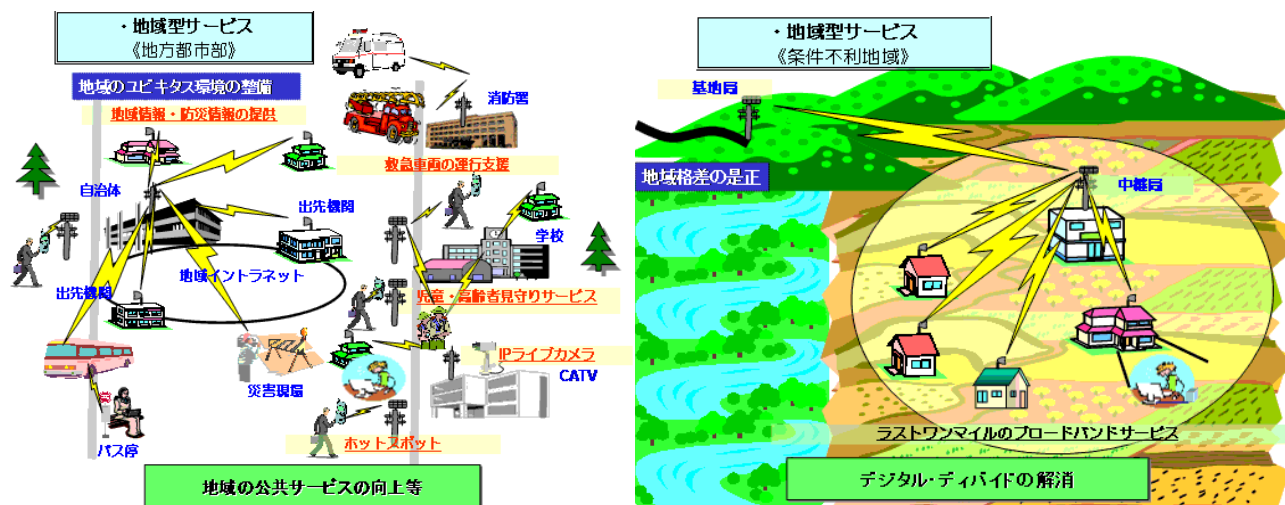 ・地域型サービス
《地方都市部》
地域のユビキタス環境の整備
地域情報・防災情報の提供
消防署
救急車両の運行支援
自治体
出先機関
学校
地域イントラネット
出先機関
児童・高齢者見守りサービス
IPライブカメラ
CATV
災害現場
ホットスポット
バス停
地域の公共サービスの向上等
・地域型サービス
《条件不利地域》
基地局
地域格差の是正
中継局
ラストワンマイルのブロードバンドサービス
デジタル・ディバイドの解消